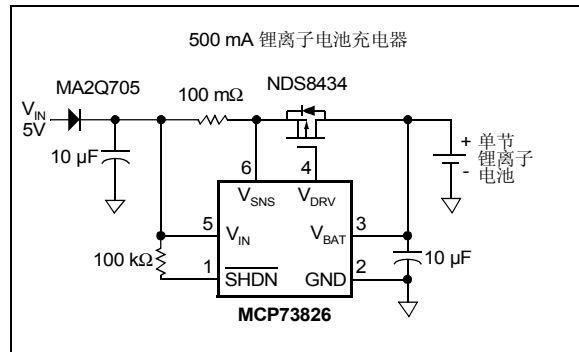 500 mA 锂离子电池充电器
MA2Q705
NDS8434
100 mΩ
VIN
5V
10 µF
+ 单节
锂离子
- 电池
6
4
VSNS
VDRV
5
VIN
VBAT
3
100 kΩ
1
SHDN
GND
2
10 µF
MCP73826